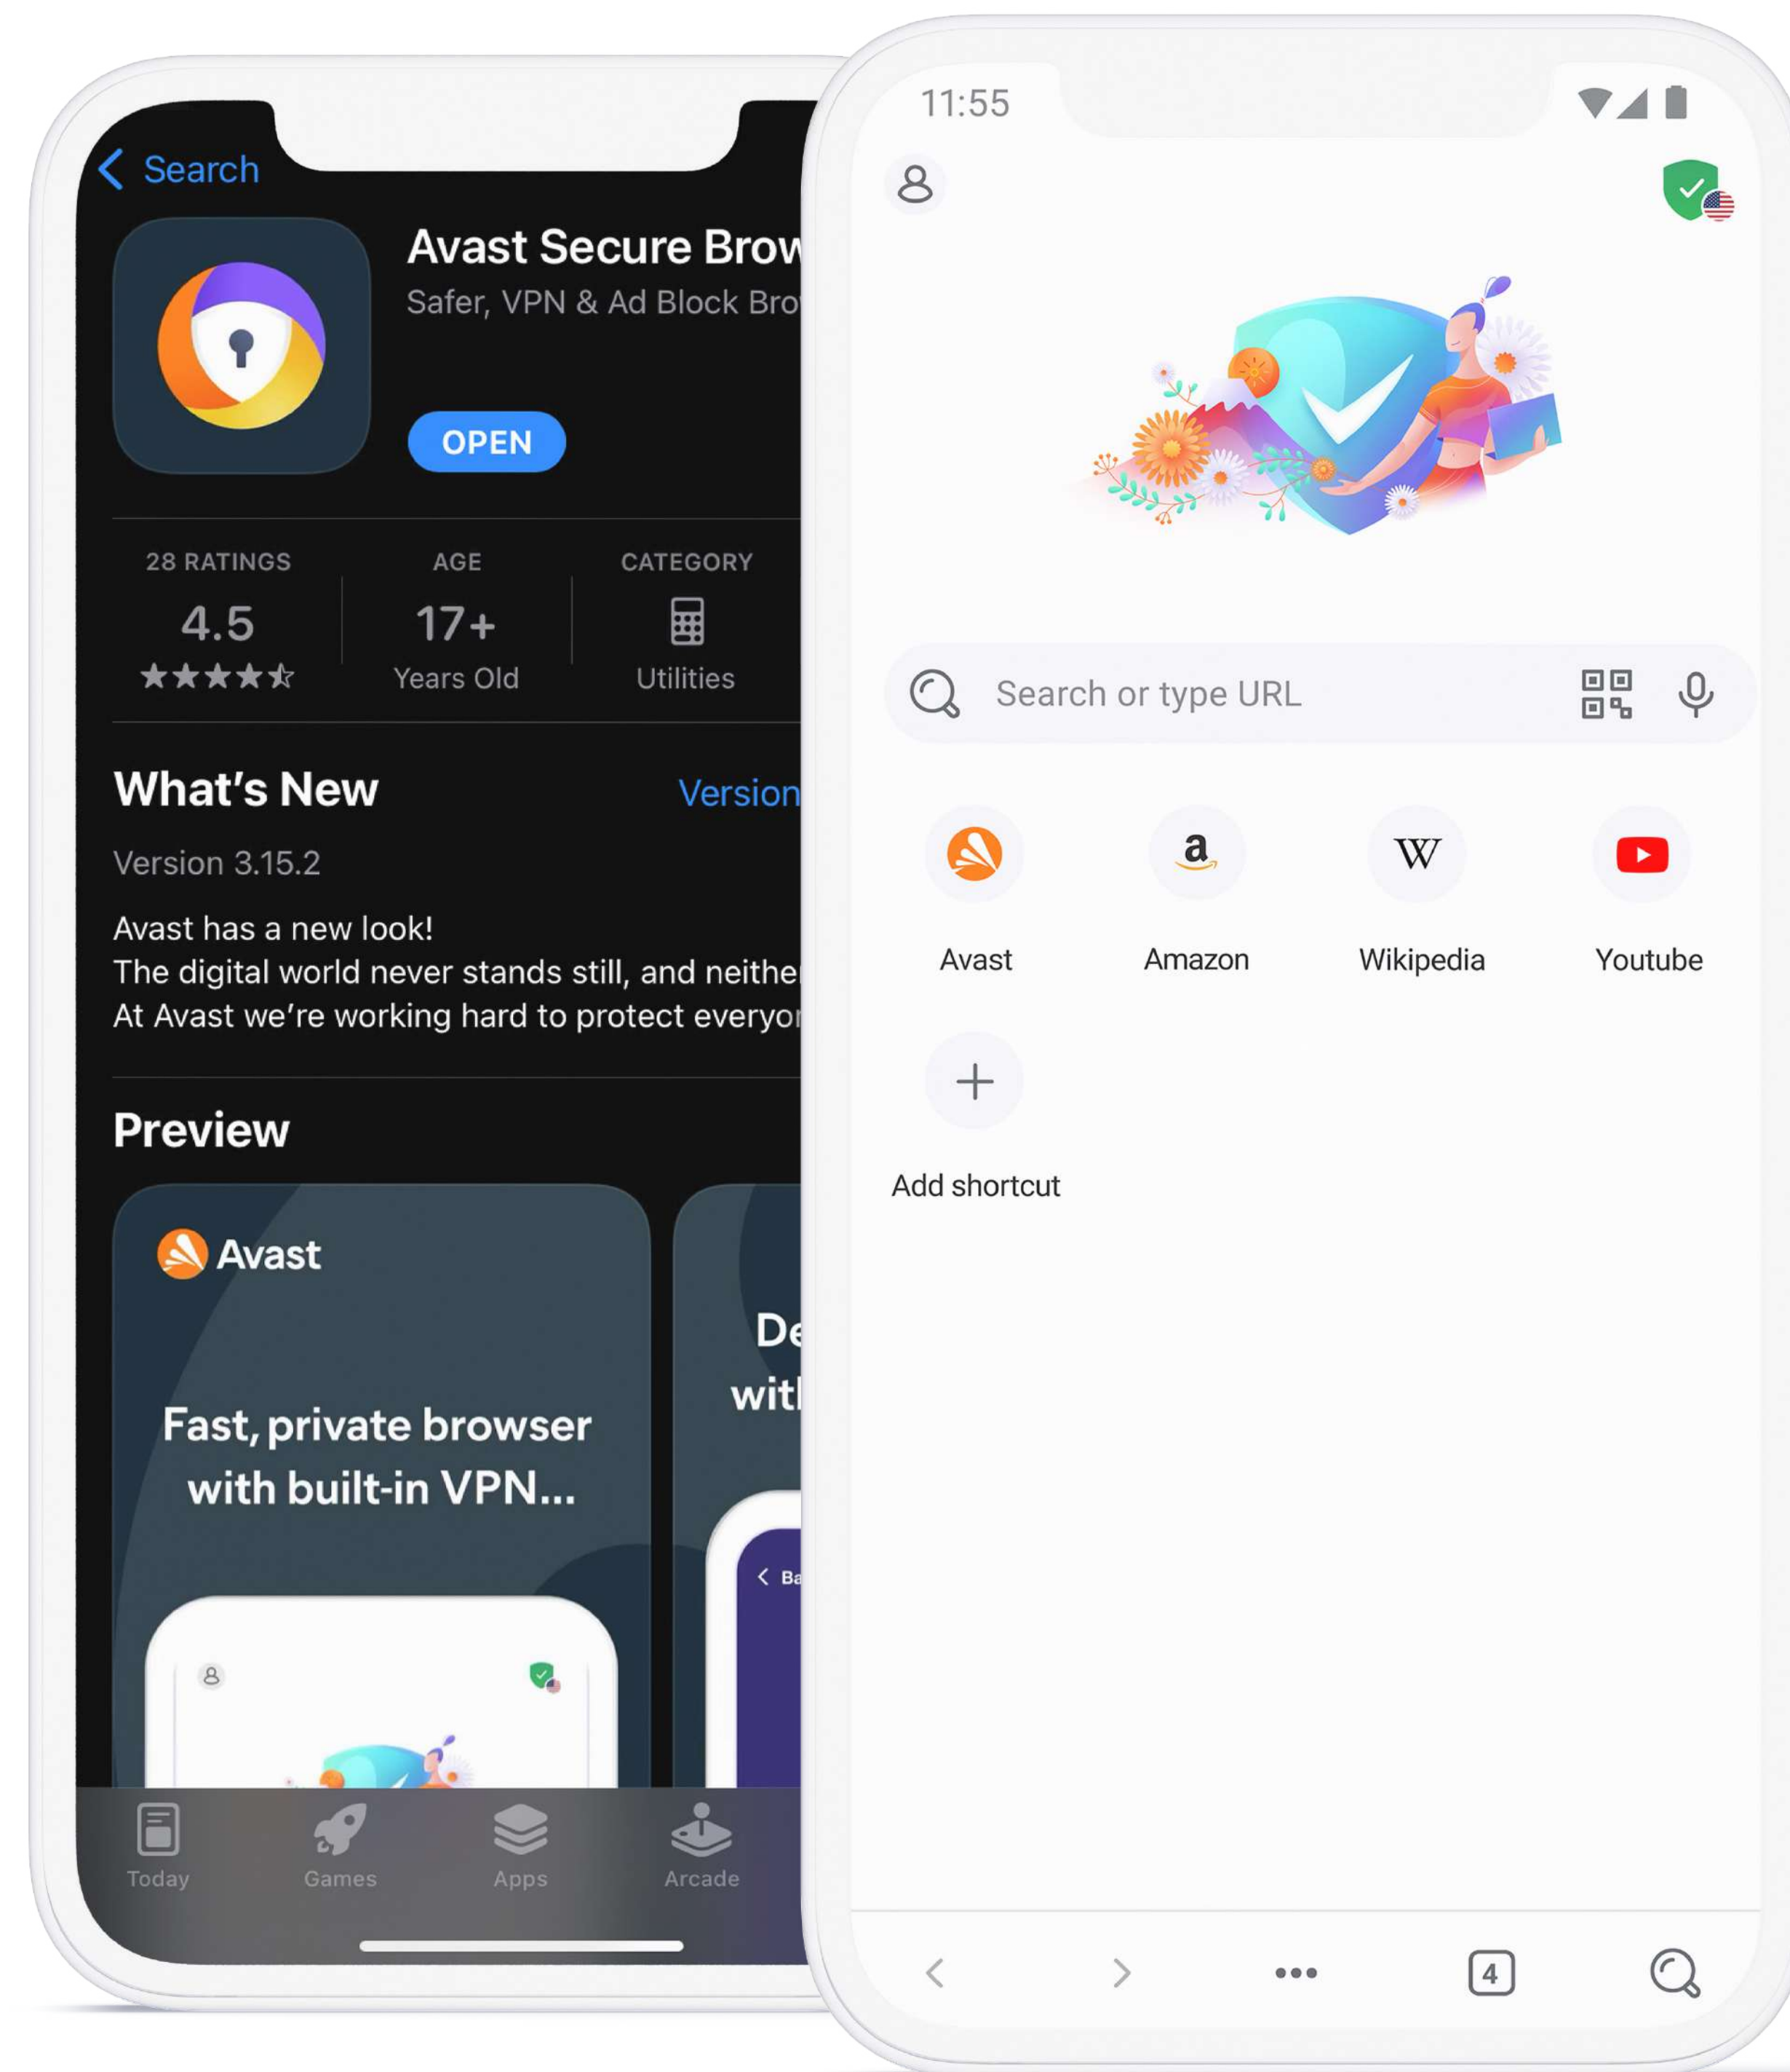 Search
Avast Secure Brow
Safer, VPN & Ad Block Bro
OPEN
28 RATINGS
4.5
AGE
17+
Years Old
CATEGORY
Utilities
What's New
Version
Version 3.15.2
Avast has a new look!
The digital world never stands still, and neithe
At Avast we're working hard to protect everyo
Preview
Avast
Fast, private browser
with built-in VPN...
De
wit
Ba
Today
Games
Apps
Arcade
11:55
Search or type URL
a
W
Avast
Amazon
Wikipedia
Youtube
Add shortcut
4